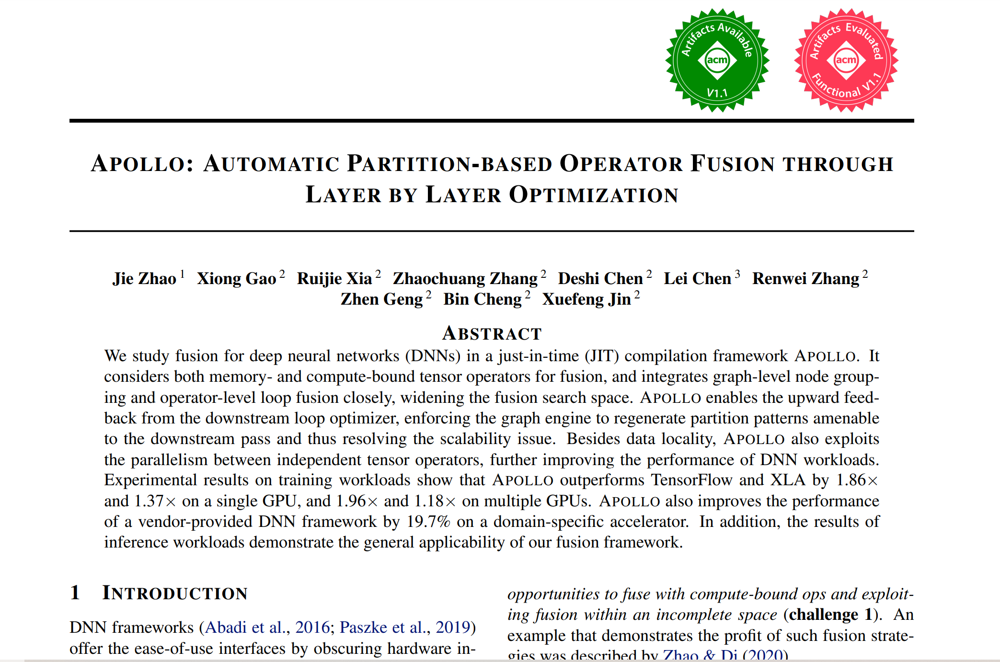 Artifacts Available
acm
V1.1
Artifacts Evaluated
acm
Functional V1.1
APOLLO: AUTOMATIC PARTITION-BASED OPERATOR FUSION THROUGH
LAYER BY LAYER OPTIMIZATION
Jie Zhao 1 Xiong Gao 2 Ruijie Xia 2 Zhaochuang Zhang 2 Deshi Chen 2 Lei Chen 3 Renwei Zhang 2
Zhen Geng 2 Bin Cheng 2 Xuefeng Jin 2
ABSTRACT
We study fusion for deep neural networks (DNNs) in a just-in-time (JIT) compilation framework APOLLO. It
considers both memory- and compute-bound tensor operators for fusion, and integrates graph-level node group-
ing and operator-level loop fusion closely, widening the fusion search space. APOLLO enables the upward feed-
back from the downstream loop optimizer, enforcing the graph engine to regenerate partition patterns amenable
to the downstream pass and thus resolving the scalability issue. Besides data locality, APOLLO also exploits
the parallelism between independent tensor operators, further improving the performance of DNN workloads.
Experimental results on training workloads show that APOLLO outperforms TensorFlow and XLA by 1.86×
and 1.37× on a single GPU, and 1.96× and 1.18× on multiple GPUs. APOLLO also improves the performance
of a vendor-provided DNN framework by 19.7% on a domain-specific accelerator. In addition, the results of
inference workloads demonstrate the general applicability of our fusion framework.
1 INTRODUCTION
DNN frameworks (Abadi et al., 2016; Paszke et al., 2019)
offer the ease-of-use interfaces by obscuring hardware in-
opportunities to fuse with compute-bound ops and exploit-
ing fusion within an incomplete space (challenge 1). An
example that demonstrates the profit of such fusion strate-
gies was described by Zhao & Di (2020)